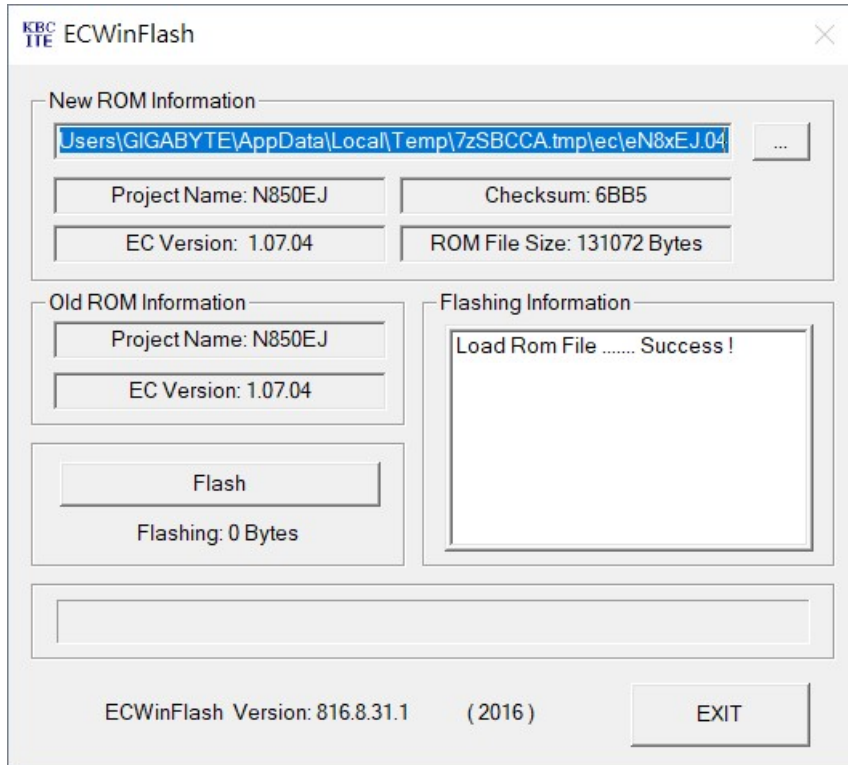 KBC
ITE
ECWinFlash
New ROM Information
Users\GIGABYTE\AppData\Local\Temp\7zSBCCA.tmp\ec\eN8xEJ.04
...
Project Name: N850EJ
Checksum: 6BB5
EC Version: 1.07.04
ROM File Size: 131072 Bytes
Old ROM Information
Project Name: N850EJ
EC Version: 1.07.04
Flashing Information
Load Rom File ....... Success !
Flash
Flashing: 0 Bytes
ECWinFlash Version: 816.8.31.1 ( 2016 )
EXIT